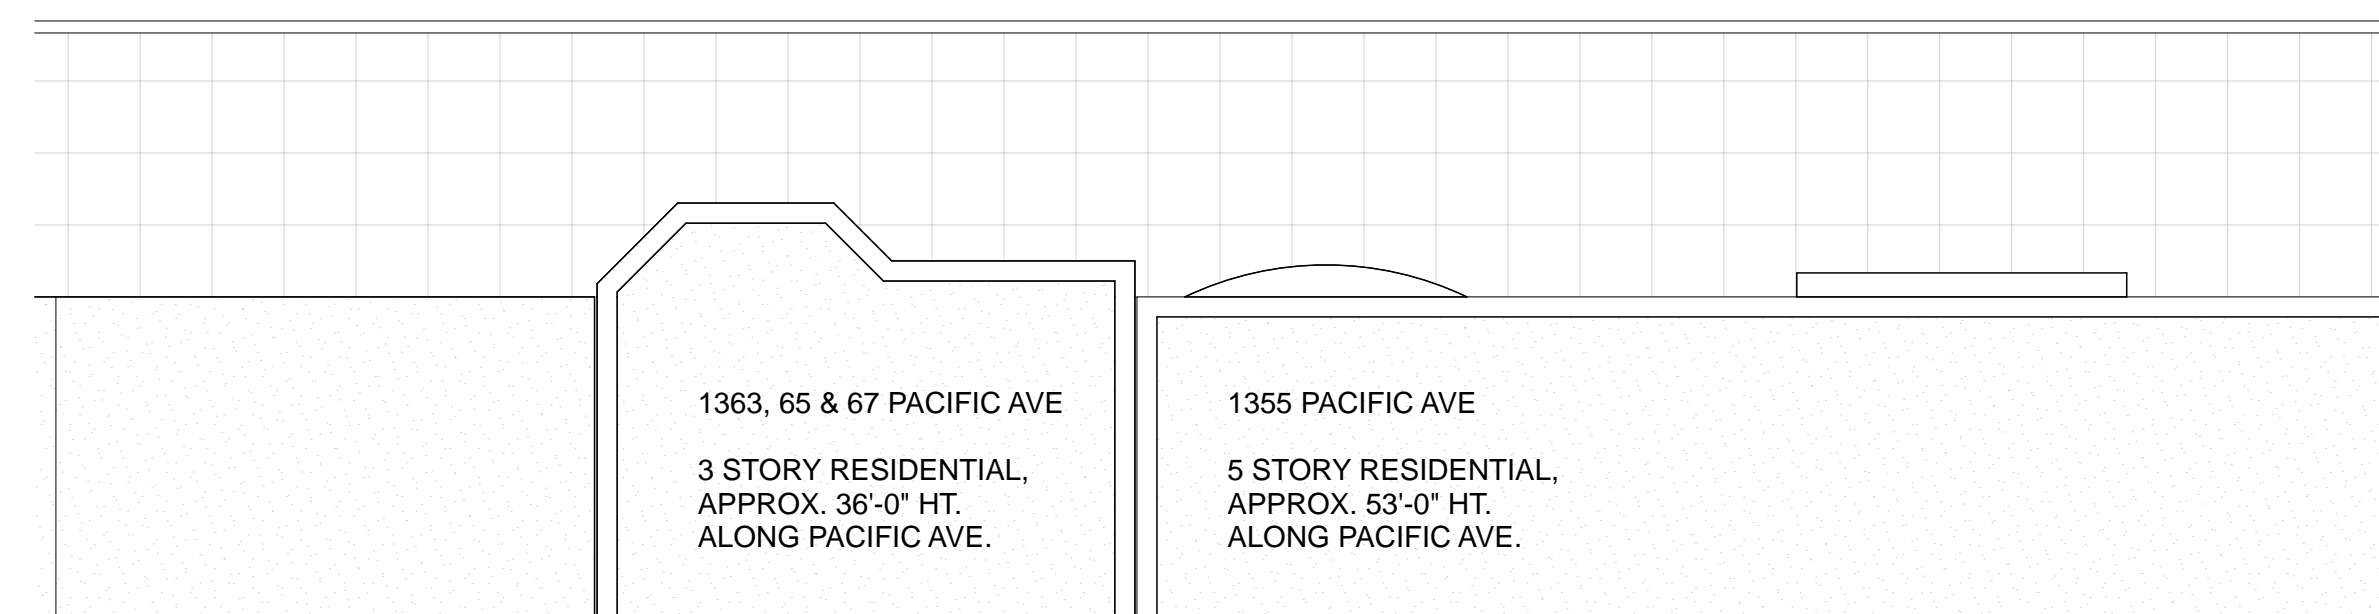 1363, 65 & 67 PACIFIC AVE
3 STORY RESIDENTIAL,
APPROX. 36'-0" HT.
ALONG PACIFIC AVE.
1355 PACIFIC AVE
5 STORY RESIDENTIAL,
APPROX. 53'-0" HT.
ALONG PACIFIC AVE.